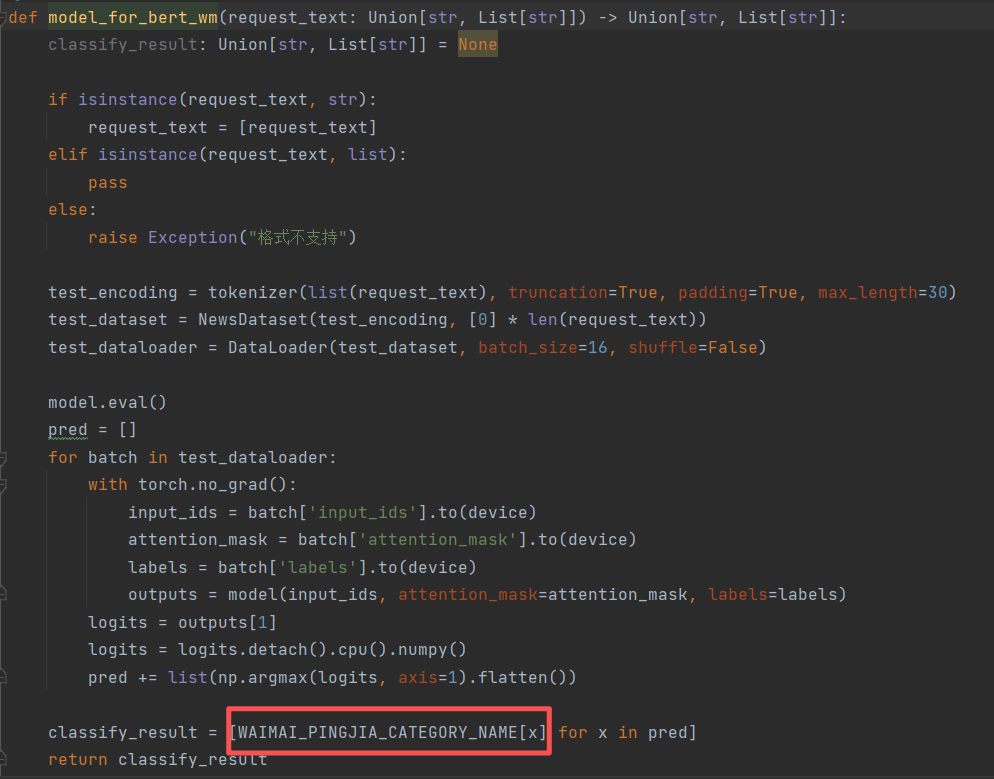 def model_for_bert_wm(request_text: Union[str, List[str]]) -> Union[str, List[str]]:
    classify_result: Union[str, List[str]] = None

    if isinstance(request_text, str):
        request_text = [request_text]
    elif isinstance(request_text, list):
        pass
    else:
        raise Exception("格式不支持")

    test_encoding = tokenizer(list(request_text), truncation=True, padding=True, max_length=30)
    test_dataset = NewsDataset(test_encoding, [0] * len(request_text))
    test_dataloader = DataLoader(test_dataset, batch_size=16, shuffle=False)

    model.eval()
    pred = []
    for batch in test_dataloader:
        with torch.no_grad():
            input_ids = batch['input_ids'].to(device)
            attention_mask = batch['attention_mask'].to(device)
            labels = batch['labels'].to(device)
            outputs = model(input_ids, attention_mask=attention_mask, labels=labels)
        logits = outputs[1]
        logits = logits.detach().cpu().numpy()
        pred += list(np.argmax(logits, axis=1).flatten())

    classify_result = [WAIMAI_PINGJIA_CATEGORY_NAME[x] for x in pred]
    return classify_result